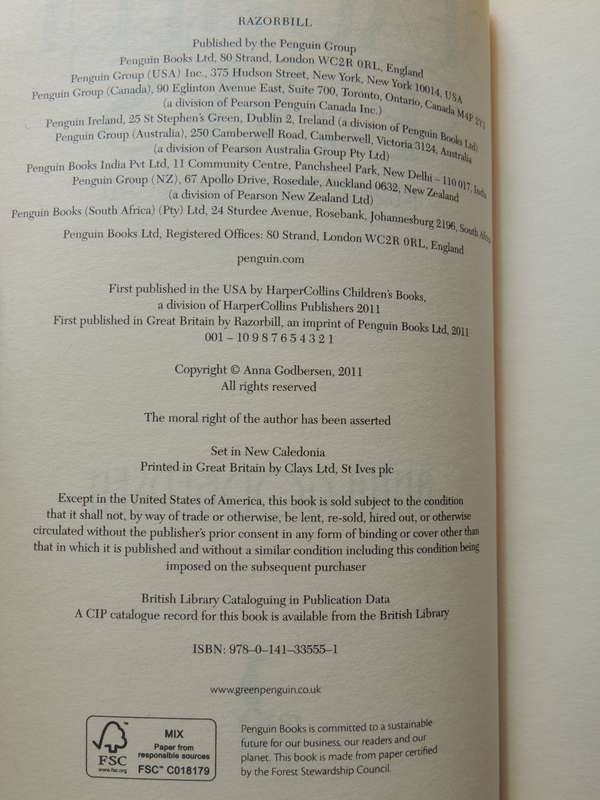 RAZORBILL
Published by the Penguin Group
Penguin Books Ltd, 80 Strand, London WC2R 0RL, England
Penguin Group (USA) Inc., 375 Hudson Street, New York, New York 10014, USA
Penguin Group (Canada), 90 Eglinton Avenue East, Suite 700, Toronto, Ontario, Canada M4P 2Y3
(a division of Pearson Penguin Canada Inc.)
Penguin Ireland, 25 St Stephen's Green, Dublin 2, Ireland (a division of Penguin Books Ltd)
Penguin Group (Australia), 250 Camberwell Road, Camberwell, Victoria 3124, Australia
(a division of Pearson Australia Group Pty Ltd)
Penguin Books India Pvt Ltd, 11 Community Centre, Panchsheel Park, New Delhi – 110 017, India
Penguin Group (NZ), 67 Apollo Drive, Rosedale, Auckland 0632, New Zealand
(a division of Pearson New Zealand Ltd)
Penguin Books (South Africa) (Pty) Ltd, 24 Sturdee Avenue, Rosebank, Johannesburg 2196, South Africa
Penguin Books Ltd, Registered Offices: 80 Strand, London WC2R 0RL, England
penguin.com
First published in the USA by HarperCollins Children's Books,
a division of HarperCollins Publishers 2011
First published in Great Britain by Razorbill, an imprint of Penguin Books Ltd, 2011
001 – 10 9 8 7 6 5 4 3 2 1
Copyright © Anna Godbersen, 2011
All rights reserved
The moral right of the author has been asserted
Set in New Caledonia
Printed in Great Britain by Clays Ltd, St Ives plc
Except in the United States of America, this book is sold subject to the condition
that it shall not, by way of trade or otherwise, be lent, re-sold, hired out, or otherwise
circulated without the publisher's prior consent in any form of binding or cover other than
that in which it is published and without a similar condition including this condition being
imposed on the subsequent purchaser
British Library Cataloguing in Publication Data
A CIP catalogue record for this book is available from the British Library
ISBN: 978–0–141–33555–1
www.greenpenguin.co.uk
FSC
www.fsc.org
MIX
Paper from
responsible sources
FSC™ C018179
Penguin Books is committed to a sustainable
future for our business, our readers and our
planet. This book is made from paper certified
by the Forest Stewardship Council.